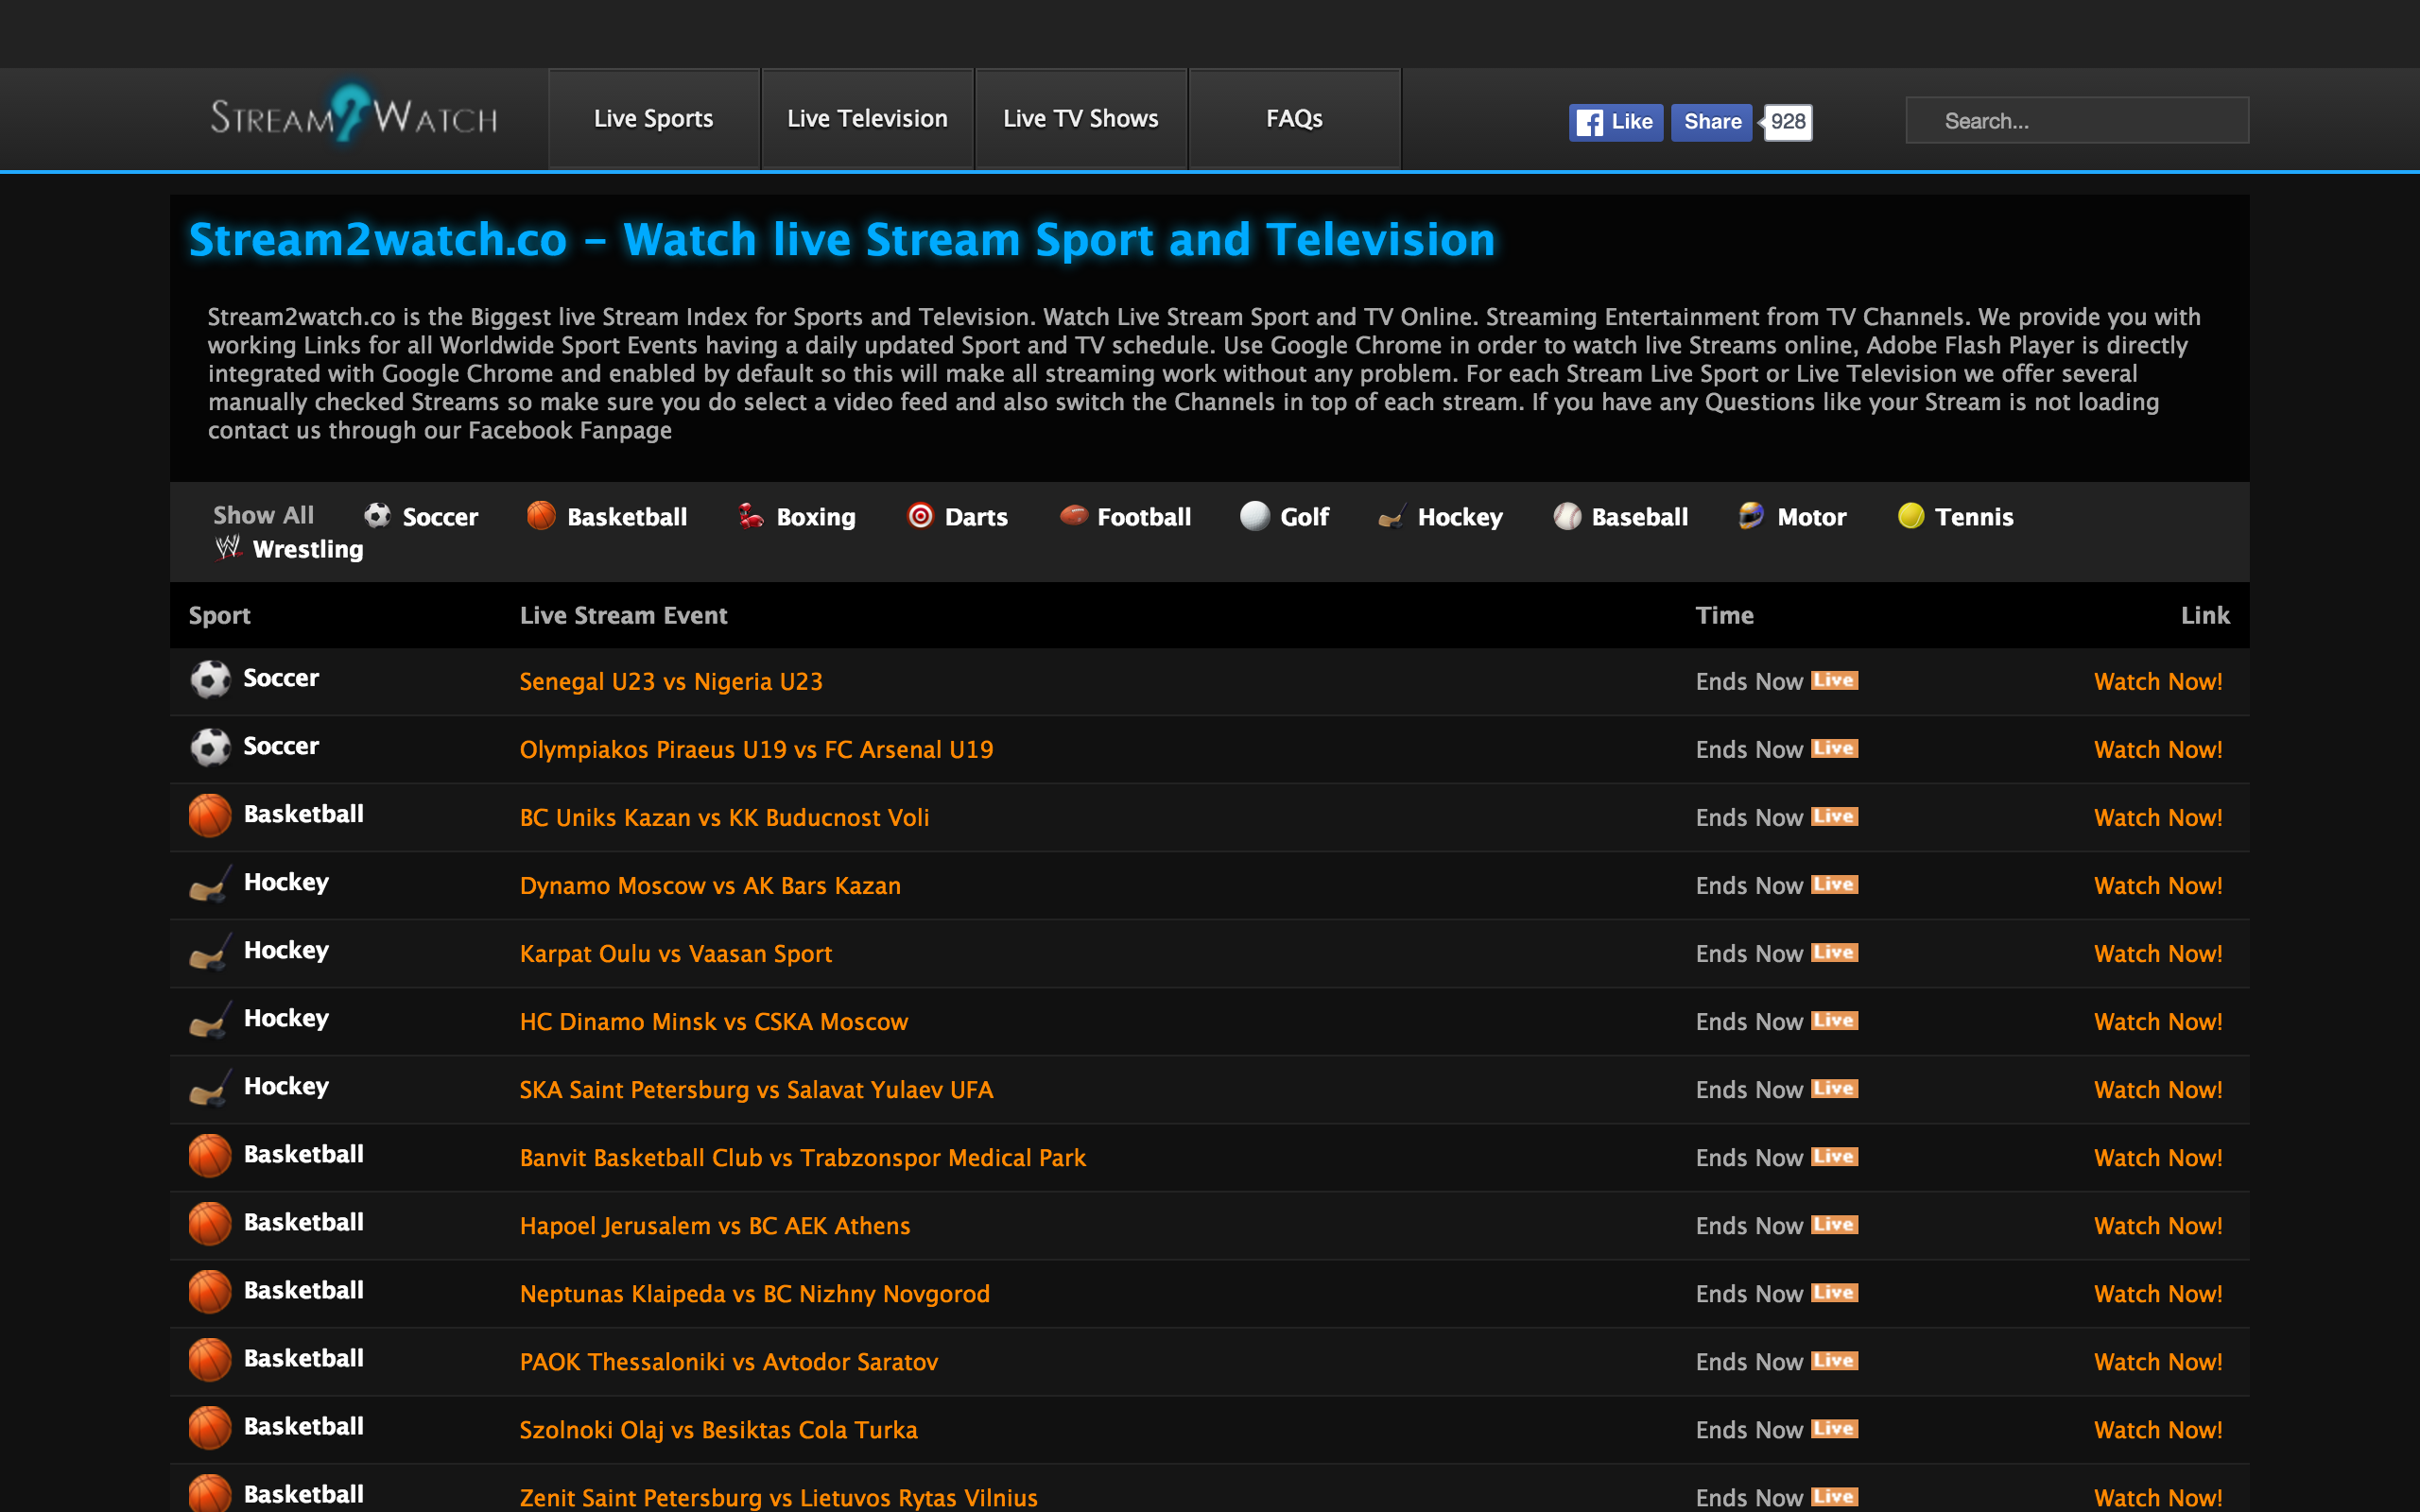 STREAM2WATCH
Live Sports
Live Television
Live TV Shows
FAQs
Like
Share
928
Search...
Stream2watch.co – Watch live Stream Sport and Television
Stream2watch.co is the Biggest live Stream Index for Sports and Television. Watch Live Stream Sport and TV Online. Streaming Entertainment from TV Channels. We provide you with
working Links for all Worldwide Sport Events having a daily updated Sport and TV schedule. Use Google Chrome in order to watch live Streams online, Adobe Flash Player is directly
integrated with Google Chrome and enabled by default so this will make all streaming work without any problem. For each Stream Live Sport or Live Television we offer several
manually checked Streams so make sure you do select a video feed and also switch the Channels in top of each stream. If you have any Questions like your Stream is not loading
contact us through our Facebook Fanpage
Show All Soccer Basketball Boxing Darts Football Golf Hockey Baseball Motor Tennis
Wrestling
Sport Live Stream Event Time Link
Soccer Senegal U23 vs Nigeria U23 Ends Now Live Watch Now!
Soccer Olympiakos Piraeus U19 vs FC Arsenal U19 Ends Now Live Watch Now!
Basketball BC Uniks Kazan vs KK Buducnost Voli Ends Now Live Watch Now!
Hockey Dynamo Moscow vs AK Bars Kazan Ends Now Live Watch Now!
Hockey Karpat Oulu vs Vaasan Sport Ends Now Live Watch Now!
Hockey HC Dinamo Minsk vs CSKA Moscow Ends Now Live Watch Now!
Hockey SKA Saint Petersburg vs Salavat Yulaev UFA Ends Now Live Watch Now!
Basketball Banvit Basketball Club vs Trabzonspor Medical Park Ends Now Live Watch Now!
Basketball Hapoel Jerusalem vs BC AEK Athens Ends Now Live Watch Now!
Basketball Neptunas Klaipeda vs BC Nizhny Novgorod Ends Now Live Watch Now!
Basketball PAOK Thessaloniki vs Avtodor Saratov Ends Now Live Watch Now!
Basketball Szolnoki Olaj vs Besiktas Cola Turka Ends Now Live Watch Now!
Basketball Zenit Saint Petersburg vs Lietuvos Rytas Vilnius Ends Now Live Watch Now!